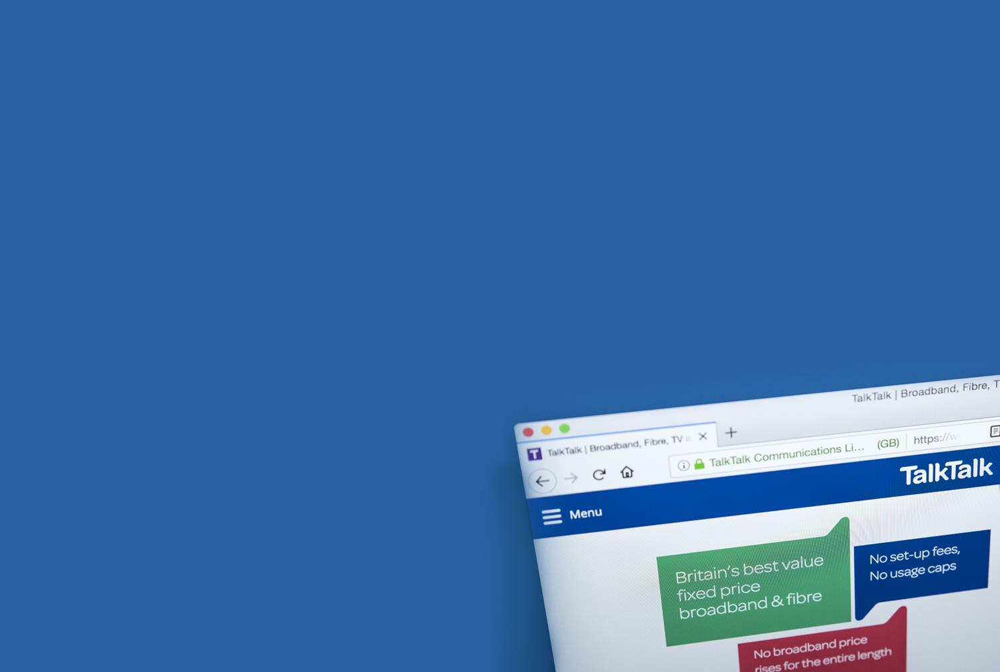 TalkTalk | Broadband, Fibre, T
TalkTalk | Broadband, Fibre, TV
TalkTalk Communications Li... (GB) https://w
Menu
TalkTalk
Britain's best value
fixed price
broadband & fibre
No set-up fees,
No usage caps
No broadband price
rises for the entire length